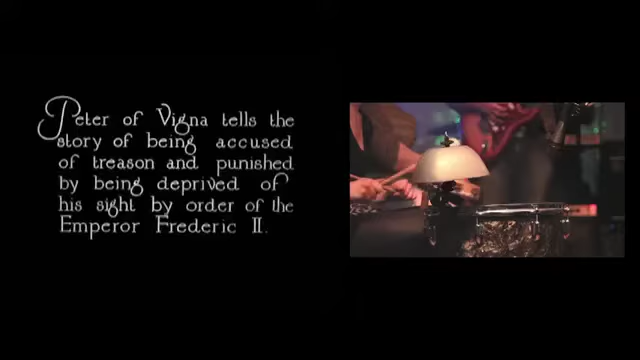 Peter of Vigna tells the
story of being accused
of treason and punished
by being deprived of
his sight by order of the
Emperor Frederic II.